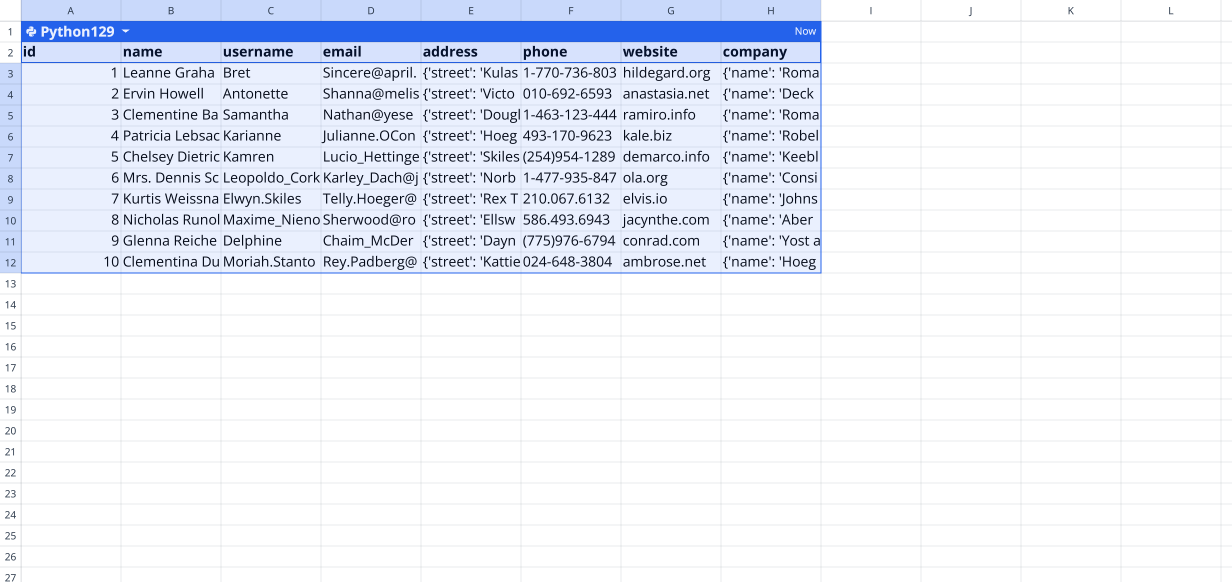 A B C D E F G H I J K L
1 Python129 Now
2 id name username email address phone website company
3 1 Leanne Graha Bret Sincere@april. {'street': 'Kulas 1-770-736-803 hildegard.org {'name': 'Roma
4 2 Ervin Howell Antonette Shanna@melis {'street': 'Victo 010-692-6593 anastasia.net {'name': 'Deck
5 3 Clementine Ba Samantha Nathan@yese {'street': 'Dougl 1-463-123-444 ramiro.info {'name': 'Roma
6 4 Patricia Lebsac Karianne Julianne.OCon {'street': 'Hoeg 493-170-9623 kale.biz {'name': 'Robel
7 5 Chelsey Dietric Kamren Lucio_Hettinge {'street': 'Skiles (254)954-1289 demarco.info {'name': 'Keebl
8 6 Mrs. Dennis Sc Leopoldo_Cork Karley_Dach@j {'street': 'Norb 1-477-935-847 ola.org {'name': 'Consi
9 7 Kurtis Weissna Elwyn.Skiles Telly.Hoeger@ {'street': 'Rex T 210.067.6132 elvis.io {'name': 'Johns
10 8 Nicholas Runol Maxime_Nieno Sherwood@ro {'street': 'Ellsw 586.493.6943 jacynthe.com {'name': 'Aber
11 9 Glenna Reiche Delphine Chaim_McDer {'street': 'Dayn (775)976-6794 conrad.com {'name': 'Yost a
12 10 Clementina Du Moriah.Stanto Rey.Padberg@ {'street': 'Kattie 024-648-3804 ambrose.net {'name': 'Hoeg
13
14
15
16
17
18
19
20
21
22
23
24
25
26
27